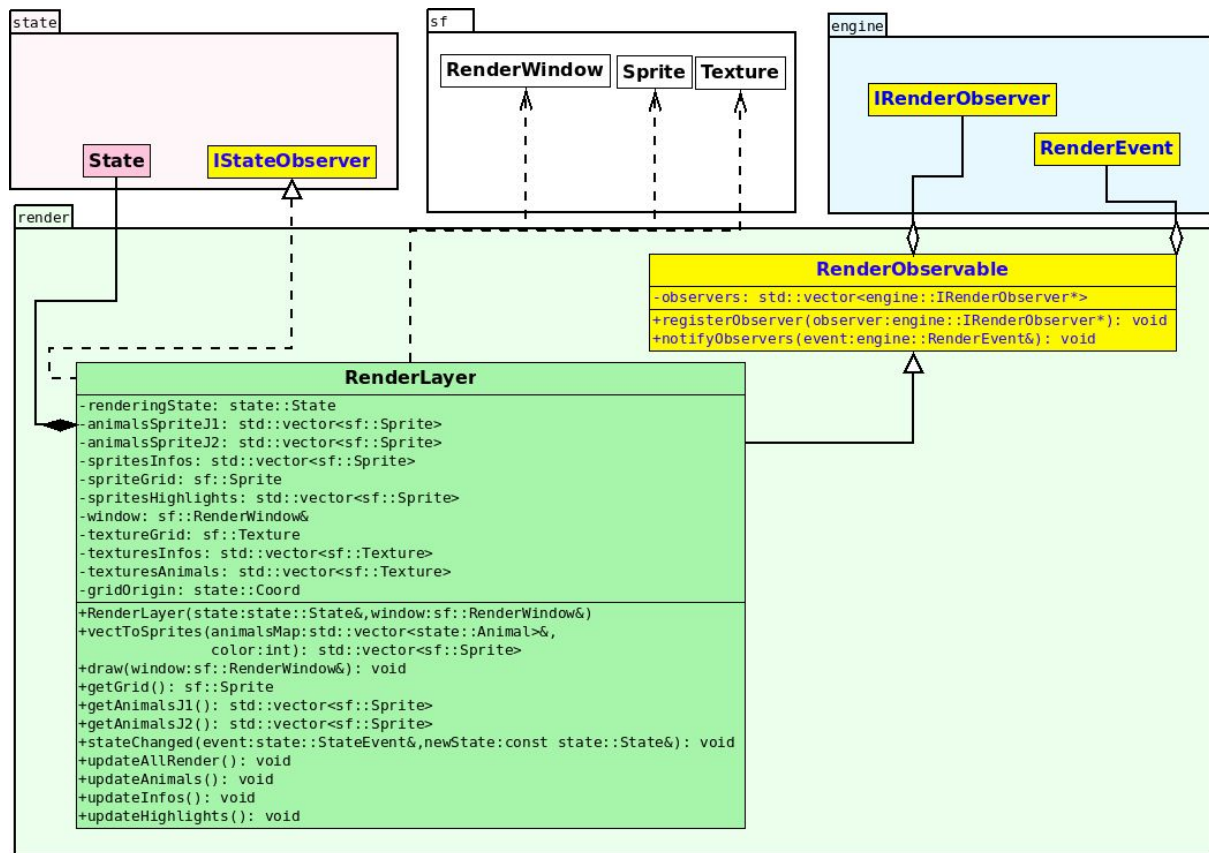 state
State
IStateObserver
sf
RenderWindow
Sprite
Texture
engine
IRenderObserver
RenderEvent
render
RenderObservable
-observers: std::vector<engine::IRenderObserver*>
+registerObserver(observer:engine::IRenderObserver*): void
+notifyObservers(event:engine::RenderEvent&): void
RenderLayer
-renderingState: state::State
-animalsSpriteJ1: std::vector<sf::Sprite>
-animalsSpriteJ2: std::vector<sf::Sprite>
-spritesInfos: std::vector<sf::Sprite>
-spriteGrid: sf::Sprite
-spritesHighlights: std::vector<sf::Sprite>
-window: sf::RenderWindow&
-textureGrid: sf::Texture
-texturesInfos: std::vector<sf::Texture>
-texturesAnimals: std::vector<sf::Texture>
-gridOrigin: state::Coord
+RenderLayer(state:state::State&,window:sf::RenderWindow&)
+vectToSprites(animalsMap:std::vector<state::Animal>&,
color:int): std::vector<sf::Sprite>
+draw(window:sf::RenderWindow&): void
+getGrid(): sf::Sprite
+getAnimalsJ1(): std::vector<sf::Sprite>
+getAnimalsJ2(): std::vector<sf::Sprite>
+stateChanged(event:state::StateEvent&,newState:const state::State&): void
+updateAllRender(): void
+updateAnimals(): void
+updateInfos(): void
+updateHighlights(): void